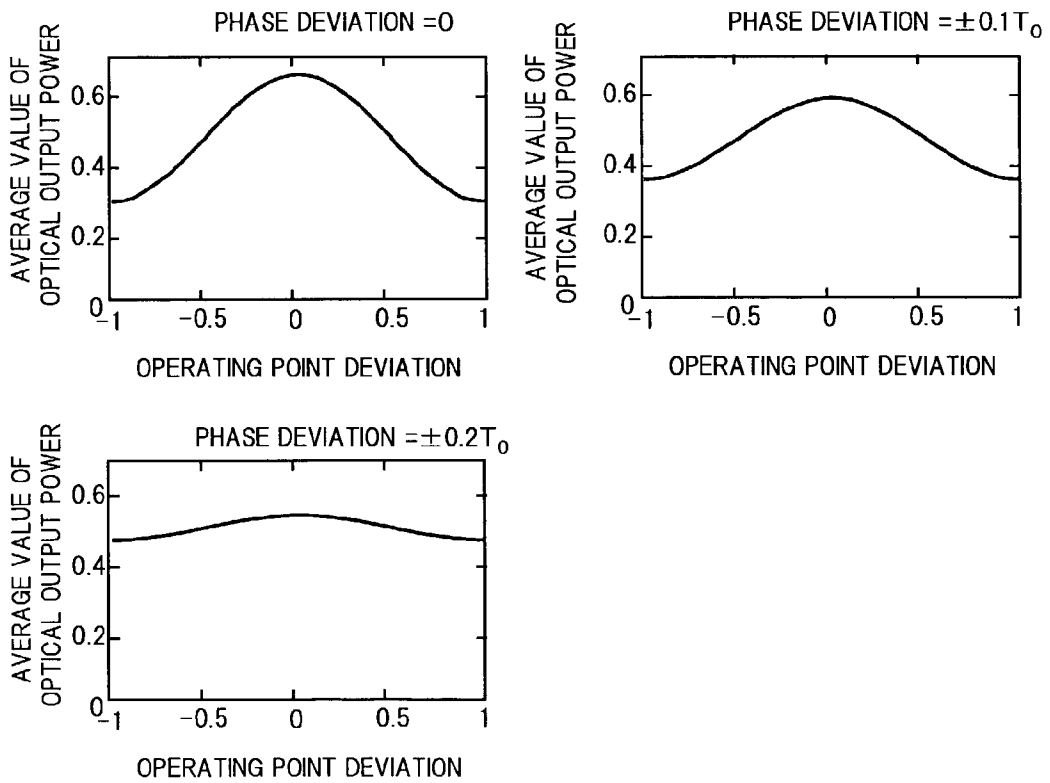 PHASE DEVIATION =0
AVERAGE VALUE OF
OPTICAL OUTPUT POWER
0.6
0.4
0.2
0
-1
-0.5
0
0.5
1
OPERATING POINT DEVIATION
PHASE DEVIATION =±0.1T₀
AVERAGE VALUE OF
OPTICAL OUTPUT POWER
0.6
0.4
0.2
0
-1
-0.5
0
0.5
1
OPERATING POINT DEVIATION
PHASE DEVIATION =±0.2T₀
AVERAGE VALUE OF
OPTICAL OUTPUT POWER
0.6
0.4
0.2
0
-1
-0.5
0
0.5
1
OPERATING POINT DEVIATION